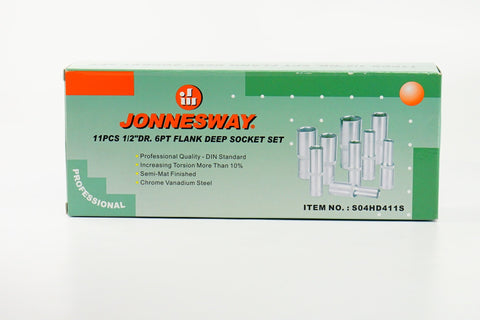 JONNESWAY®
11PCS 1/2"DR. 6PT FLANK DEEP SOCKET SET
• Professional Quality - DIN Standard
• Increasing Torsion More Than 10%
• Semi-Mat Finished
• Chrome Vanadium Steel
PROFESSIONAL
ITEM NO. : S04HD411S